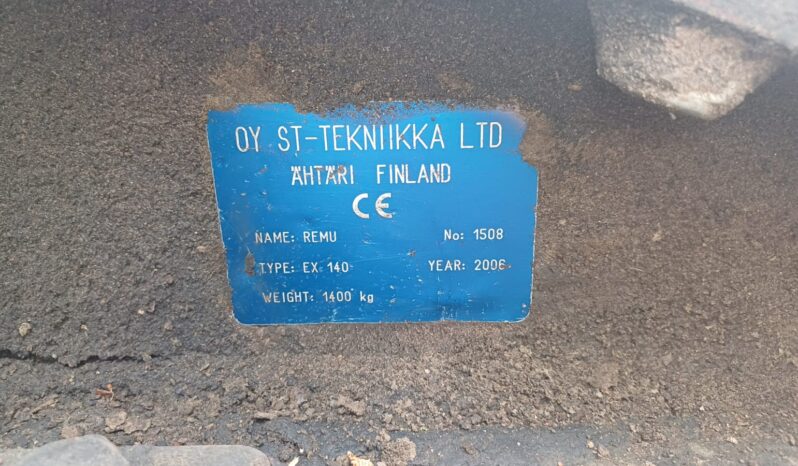 OY ST-TEKNIIKKA LTD
ÄHTÄRI FINLAND
CE
NAME: REMU No: 1508
TYPE: EX 140 YEAR: 2006
WEIGHT: 1400 kg